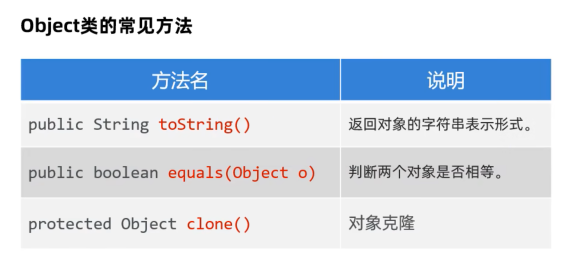 Object类的常见方法
方法名 说明
public String toString() 返回对象的字符串表示形式。
public boolean equals(Object o) 判断两个对象是否相等。
protected Object clone() 对象克隆